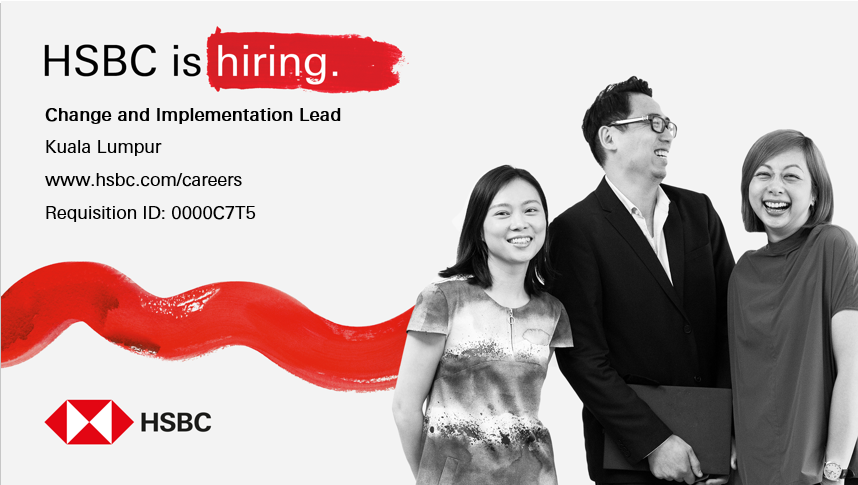 HSBC is hiring.
Change and Implementation Lead
Kuala Lumpur
www.hsbc.com/careers
Requisition ID: 0000C7T5
HSBC